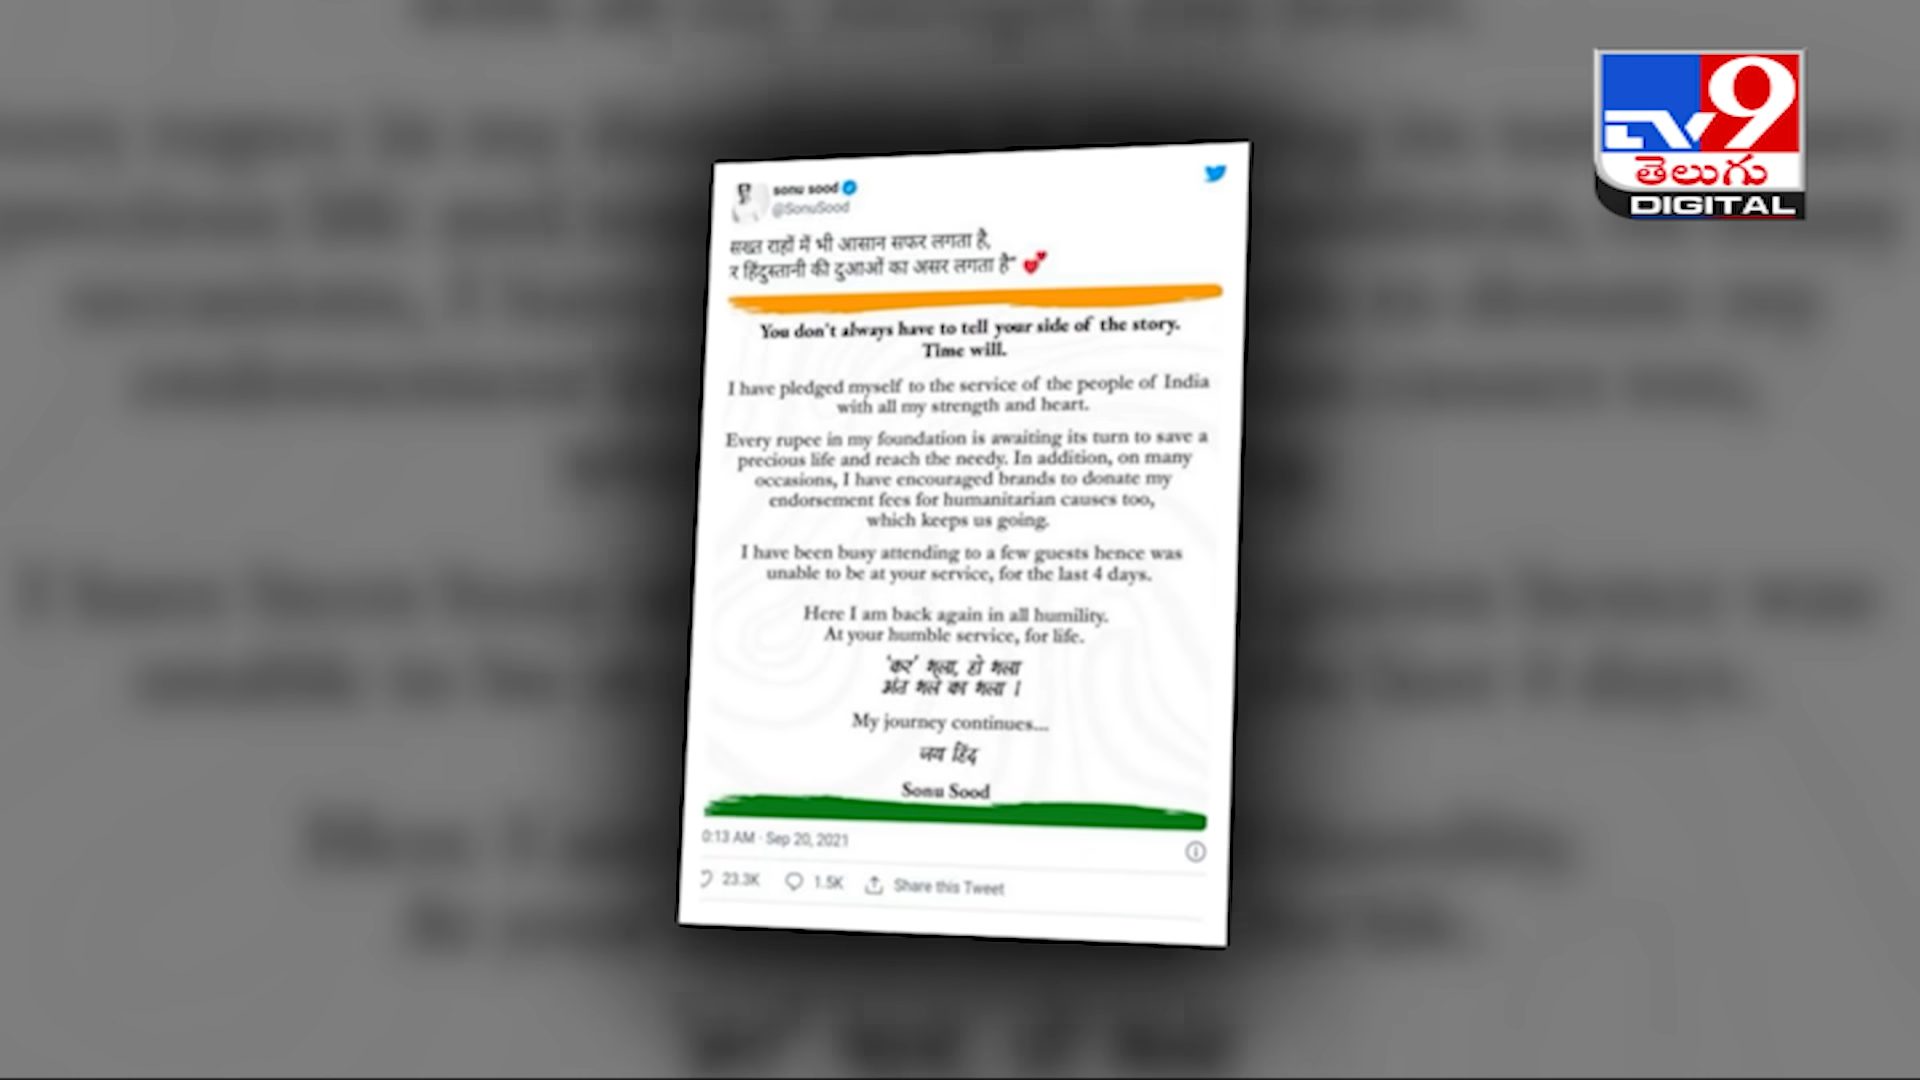 TV9
తెలుగు
DIGITAL
sonu sood
@SonuSood
सख्त राहों में भी आसान सफर लगता है,
र हिंदुस्तानी की दुआओं का असर लगता है"
You don't always have to tell your side of the story.
Time will.
I have pledged myself to the service of the people of India
with all my strength and heart.
Every rupee in my foundation is awaiting its turn to save a
precious life and reach the needy. In addition, on many
occasions, I have encouraged brands to donate my
endorsement fees for humanitarian causes too,
which keeps us going.
I have been busy attending to a few guests hence was
unable to be at your service, for the last 4 days.
Here I am back again in all humility.
At your humble service, for life.
'कर' भला, हो भला
अंत भले का भला ।
My journey continues...
जय हिंद
Sonu Sood
0:13 AM · Sep 20, 2021
23.3K 1.5K Share this Tweet